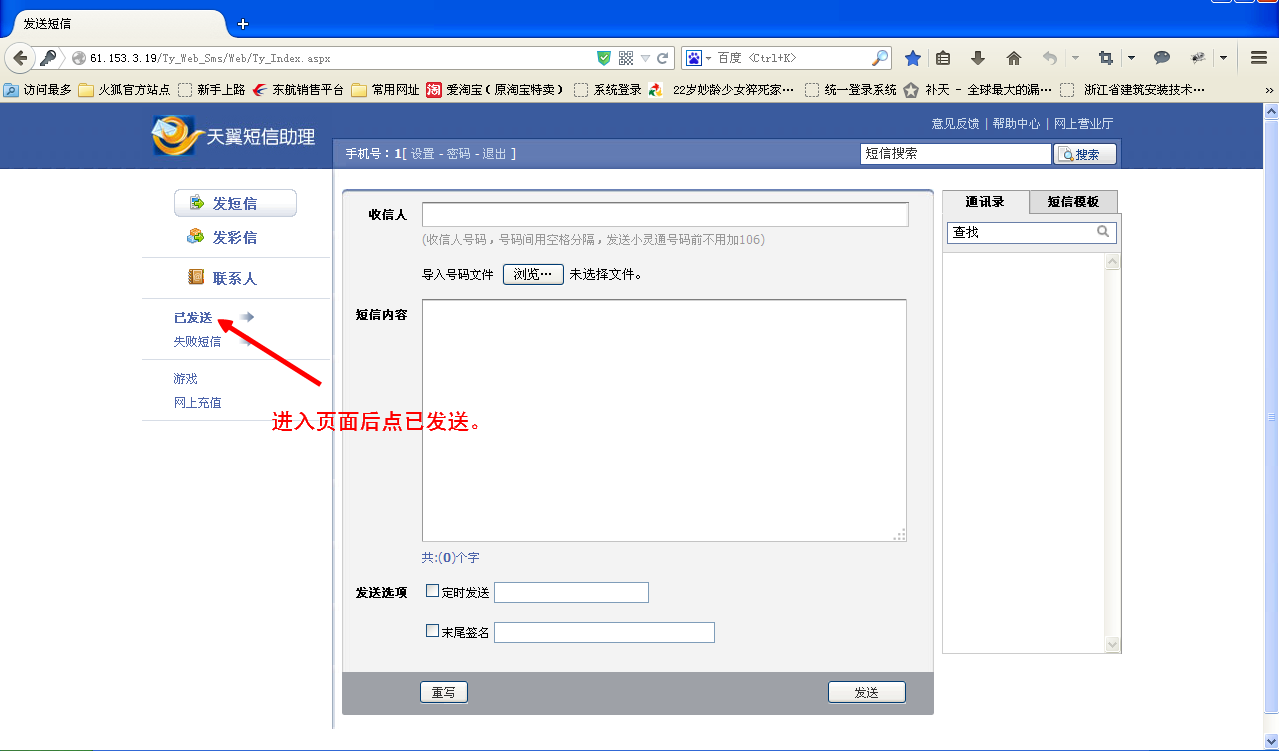 发送短信
61.153.3.19/Ty_Web_Sms/Web/Ty_Index.aspx
百度 <Ctrl+K>
访问最多 火狐官方站点 新手上路 东航销售平台 常用网址 淘 爱淘宝(原淘宝特卖) 系统登录 22岁妙龄少女猝死之… 统一登录系统 补天 - 全球最大的漏… 浙江省建筑安装技术…
意见反馈 | 帮助中心 | 网上营业厅
天翼短信助理
手机号：1[ 设置 - 密码 - 退出 ]
短信搜索 搜索
发短信
发彩信
联系人
已发送
失败短信
游戏
网上充值
进入页面后点已发送。
收信人
(收信人号码，号码间用空格分隔，发送小灵通号码前不用加106)
导入号码文件 浏览… 未选择文件。
短信内容
共:(0)个字
发送选项 定时发送
末尾签名
重写 发送
通讯录 短信模板
查找